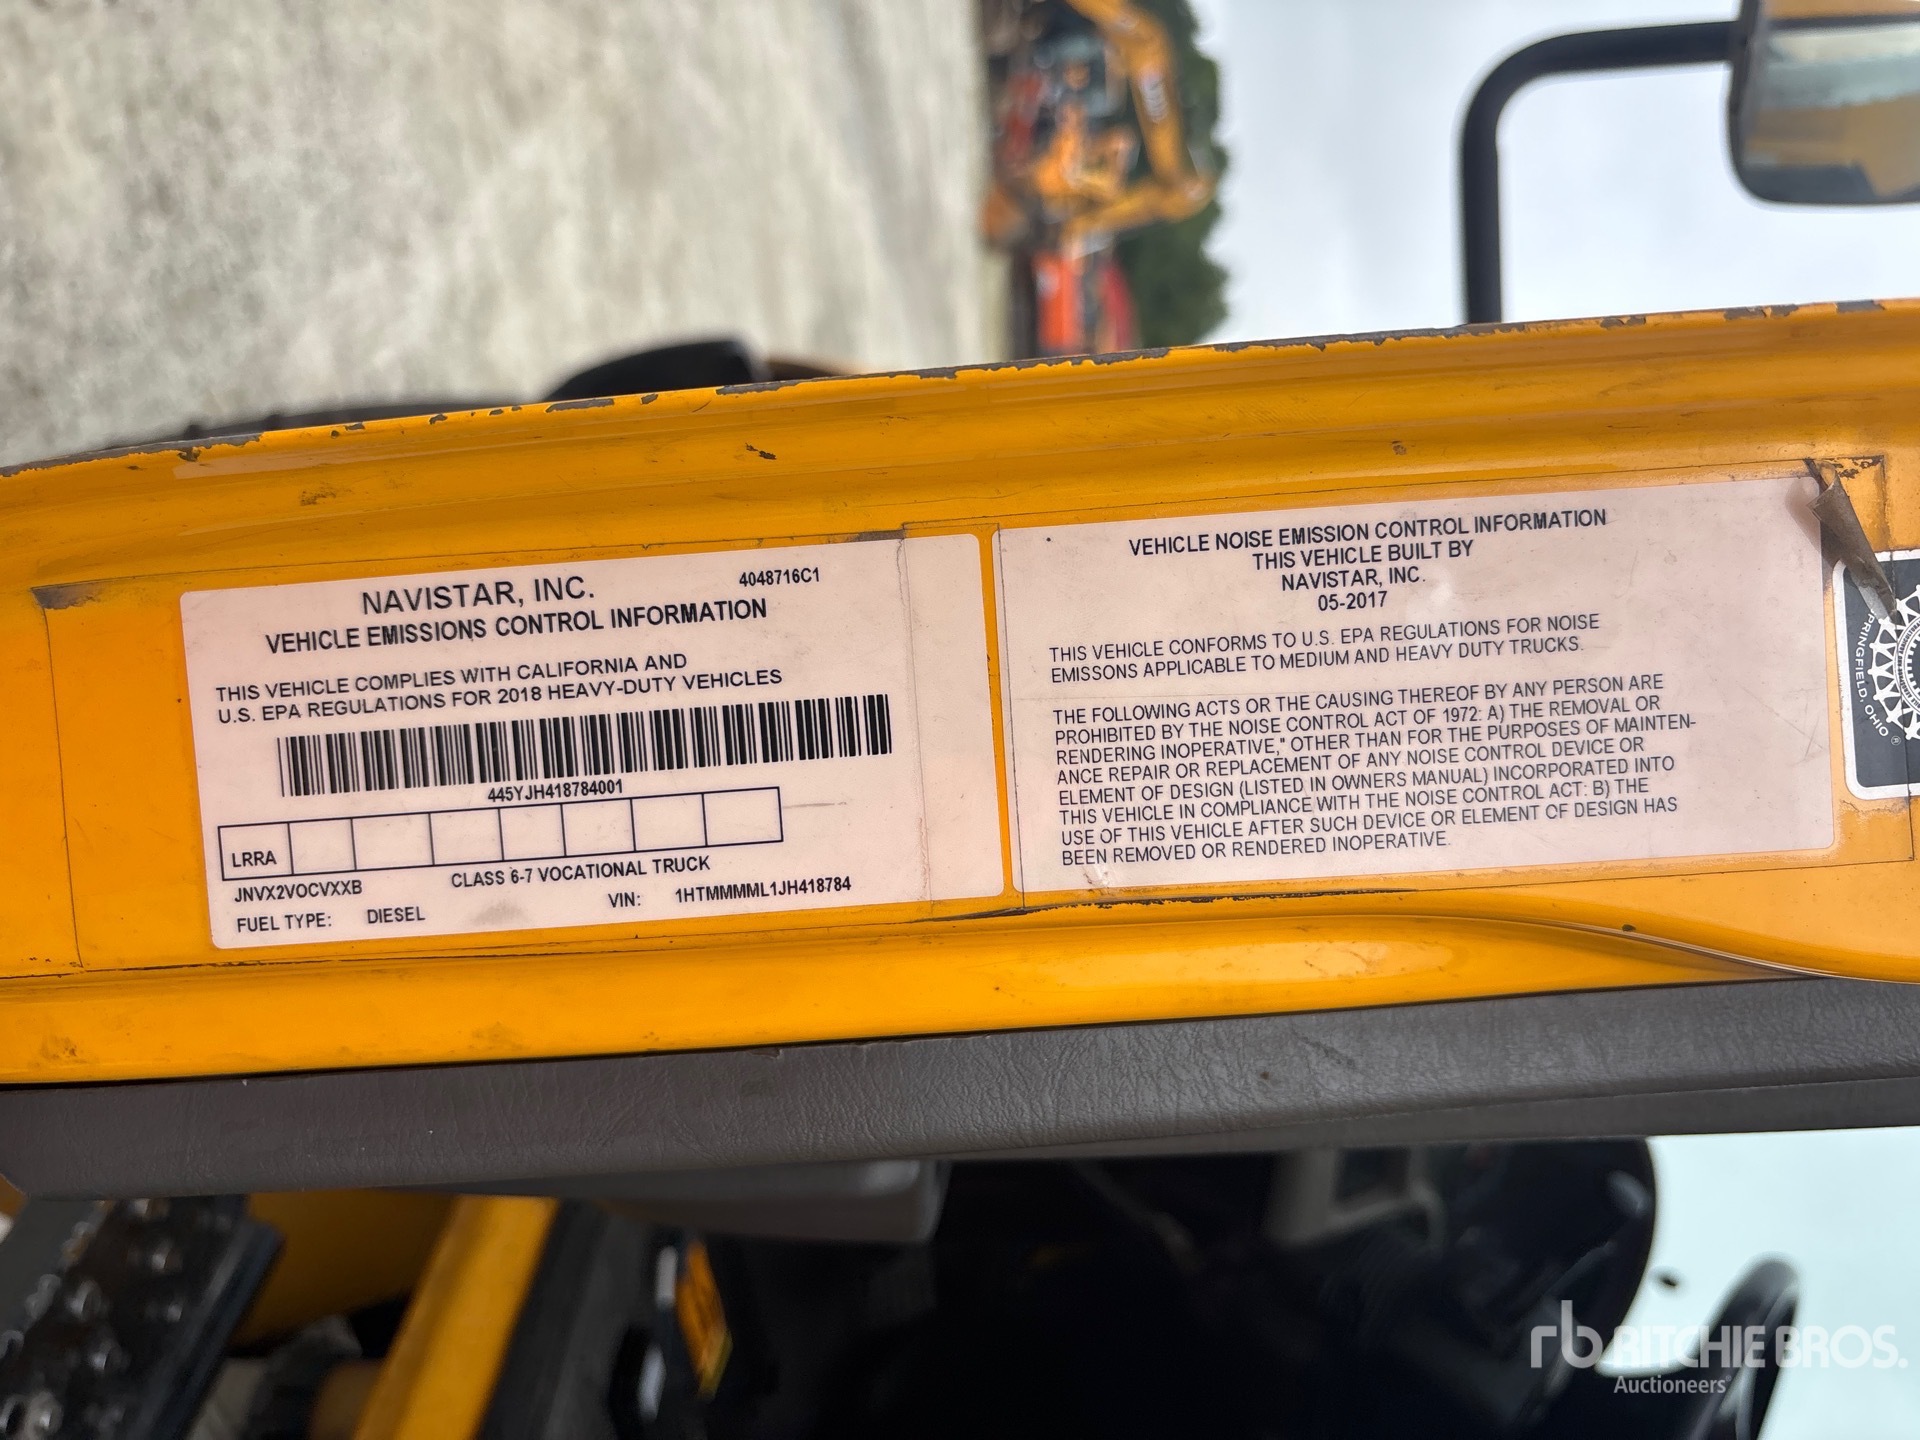 NAVISTAR, INC.
4048716C1
VEHICLE EMISSIONS CONTROL INFORMATION
THIS VEHICLE COMPLIES WITH CALIFORNIA AND
U.S. EPA REGULATIONS FOR 2018 HEAVY-DUTY VEHICLES
445YJH418784001
LRRA
JNVX2VOCVXXB
CLASS 6-7 VOCATIONAL TRUCK
FUEL TYPE: DIESEL
VIN: 1HTMMMML1JH418784
VEHICLE NOISE EMISSION CONTROL INFORMATION
THIS VEHICLE BUILT BY
NAVISTAR, INC.
05-2017
THIS VEHICLE CONFORMS TO U.S. EPA REGULATIONS FOR NOISE
EMISSONS APPLICABLE TO MEDIUM AND HEAVY DUTY TRUCKS.
THE FOLLOWING ACTS OR THE CAUSING THEREOF BY ANY PERSON ARE
PROHIBITED BY THE NOISE CONTROL ACT OF 1972: A) THE REMOVAL OR
RENDERING INOPERATIVE," OTHER THAN FOR THE PURPOSES OF MAINTEN-
ANCE REPAIR OR REPLACEMENT OF ANY NOISE CONTROL DEVICE OR
ELEMENT OF DESIGN (LISTED IN OWNERS MANUAL) INCORPORATED INTO
THIS VEHICLE IN COMPLIANCE WITH THE NOISE CONTROL ACT: B) THE
USE OF THIS VEHICLE AFTER SUCH DEVICE OR ELEMENT OF DESIGN HAS
BEEN REMOVED OR RENDERED INOPERATIVE.
SPRINGFIELD, OHIO ®
rb RITCHIE BROS.
Auctioneers